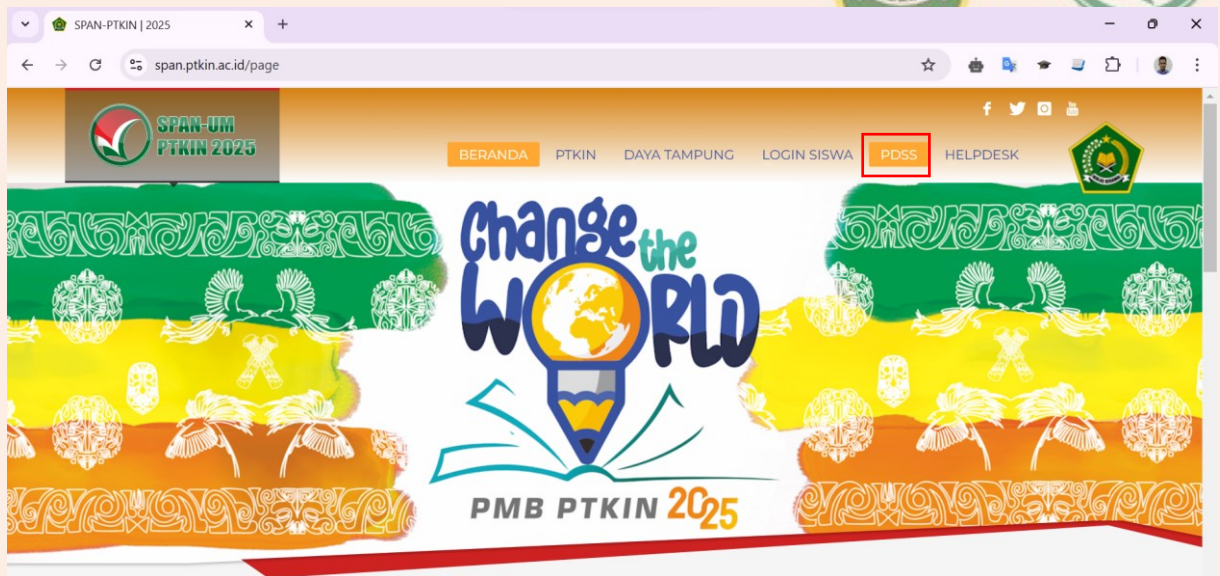 SPAN-PTKIN | 2025
span.ptkin.ac.id/page
SPAN-UM
PTKIN 2025
BERANDA PTKIN DAYA TAMPUNG LOGIN SISWA PDSS HELPDESK
Change the
WORLD
PMB PTKIN 2025